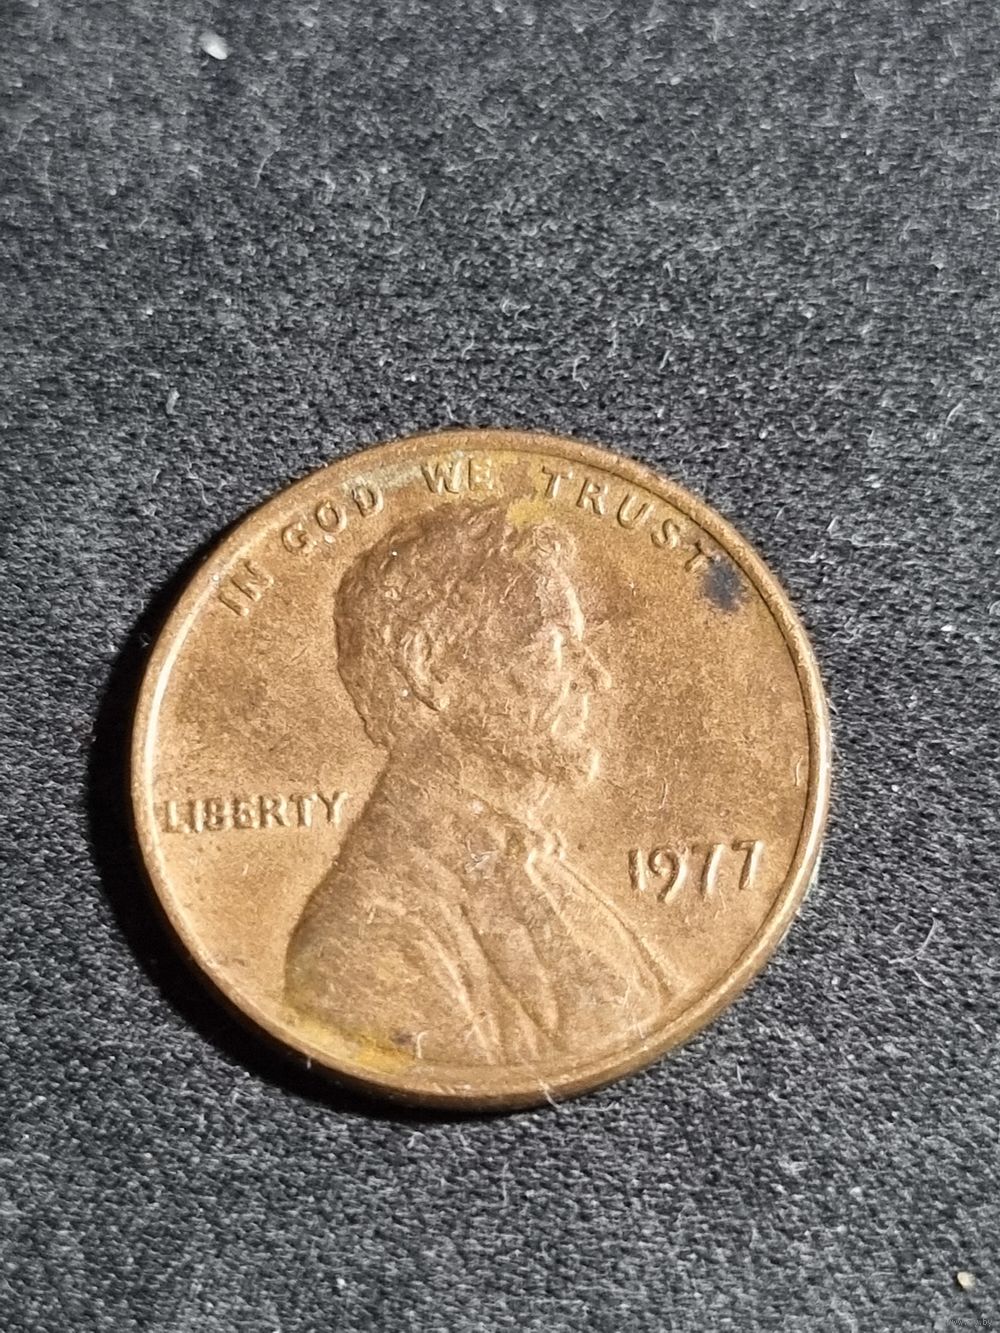 IN GOD WE TRUST
LIBERTY
1977